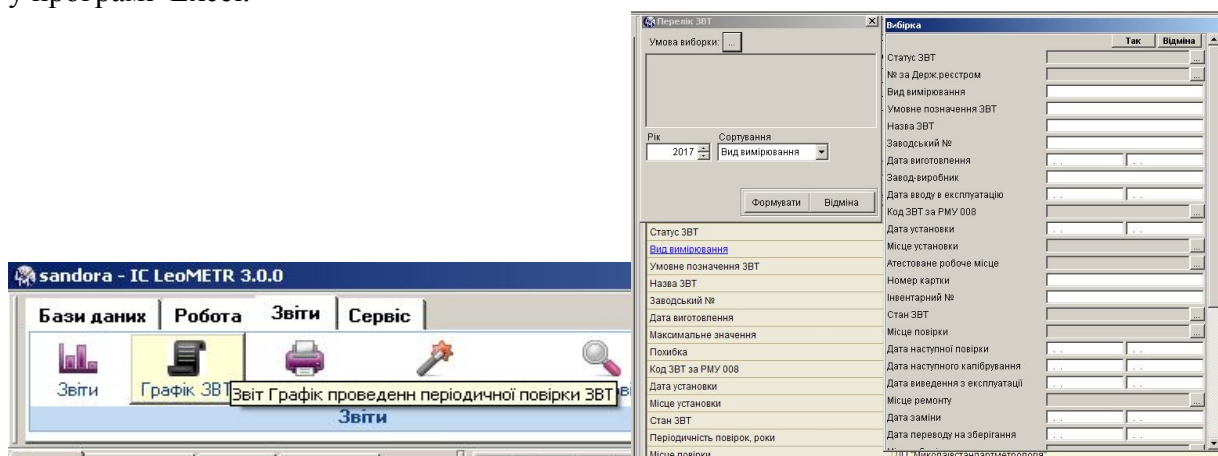 у програмі Excel.
sandora - IC LeoMETR 3.0.0
Бази даних Робота Звіти Сервіс
Звіти
Графік ЗВТ
Звіт Графік проведенн періодичної повірки ЗВТ
Звіти
Перелік ЗВТ
Умова виборки: ...
Рік
Сортування
2017
Вид вимірювання
Формувати Відміна
Статус ЗВТ
Вид вимірювання
Умовне позначення ЗВТ
Назва ЗВТ
Заводський №
Дата виготовлення
Максимальне значення
Похибка
Код ЗВТ за РМУ 008
Дата установки
Місце установки
Стан ЗВТ
Періодичність повірок, роки
Місце повірки
Вибірка
Так Відміна
Статус ЗВТ ...
№ за Держ.реєстром ...
Вид вимірювання
Умовне позначення ЗВТ
Назва ЗВТ
Заводський №
Дата виготовлення . . . .
Завод-виробник
Дата вводу в експлуатацію . . . .
Код ЗВТ за РМУ 008 ...
Дата установки . . . .
Місце установки ...
Атестоване робоче місце ...
Номер картки
Інвентарний №
Стан ЗВТ ...
Місце повірки ...
Дата наступної повірки . . . .
Дата наступного калібрування . . . .
Дата виведення з експлуатації . . . .
Місце ремонту ...
Дата заміни . . . .
Дата переводу на зберігання . . . .